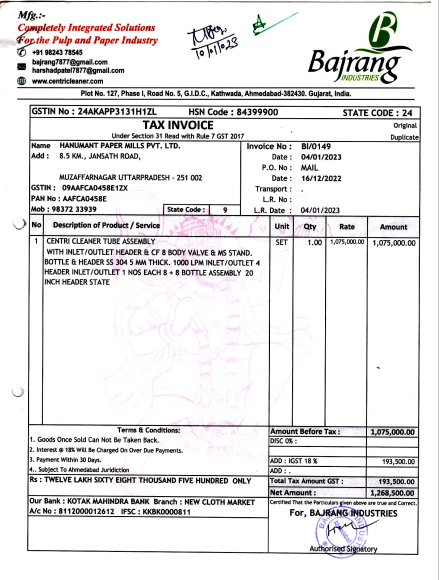 Mfg.:-
Completely Integrated Solutions
For the Pulp and Paper Industry
+91 98243 78545
bajrang7877@gmail.com
harshadpatel7877@gmail.com
www.centricleaner.com
10/01/023
Bajrang
INDUSTRIES
Plot No. 127, Phase I, Road No. 5, G.I.D.C., Kathwada, Ahmedabad-382430. Gujarat, India.
GSTIN No : 24AKAPP3131H1ZL HSN Code : 84399900 STATE CODE : 24
TAX INVOICE Original
Under Section 31 Read with Rule 7 GST 2017 Duplicate
Name HANUMANT PAPER MILLS PVT. LTD. Invoice No : BI/0149
Add : 8.5 KM., JANSATH ROAD, Date : 04/01/2023
P.O. No : MAIL
MUZAFFARNAGAR UTTARPRADESH - 251 002 Date : 16/12/2022
GSTIN : 09AAFCA0458E1ZX Transport : .
PAN No : AAFCA0458E L.R. No :
Mob : 98372 33939 State Code : 9 L.R. Date : 04/01/2023
No Description of Product / Service Unit Qty Rate Amount
1 CENTRI CLEANER TUBE ASSEMBLY SET 1.00 1,075,000.00 1,075,000.00
WITH INLET/OUTLET HEADER & CF 8 BODY VALVE & MS STAND.
BOTTLE & HEADER SS 304 5 MM THICK. 1000 LPM INLET/OUTLET 4
HEADER INLET/OUTLET 1 NOS EACH 8 + 8 BOTTLE ASSEMBLY 20
INCH HEADER STATE
Terms & Conditions: Amount Before Tax : 1,075,000.00
1. Goods Once Sold Can Not Be Taken Back. DISC 0% :
2. Interest @ 18% Will Be Charged On Over Due Payments.
3. Payment Within 30 Days. ADD : IGST 18 % 193,500.00
4.. Subject To Ahmedabad Juridiction ADD : .
Rs : TWELVE LAKH SIXTY EIGHT THOUSAND FIVE HUNDRED ONLY Total Tax Amount GST : 193,500.00
Net Amount : 1,268,500.00
Our Bank : KOTAK MAHINDRA BANK Branch : NEW CLOTH MARKET Certified That the Particulars given above are true and Correct.
A/c No : 8112000012612 IFSC : KKBK0000811 For, BAJRANG INDUSTRIES
Authorised Signatory